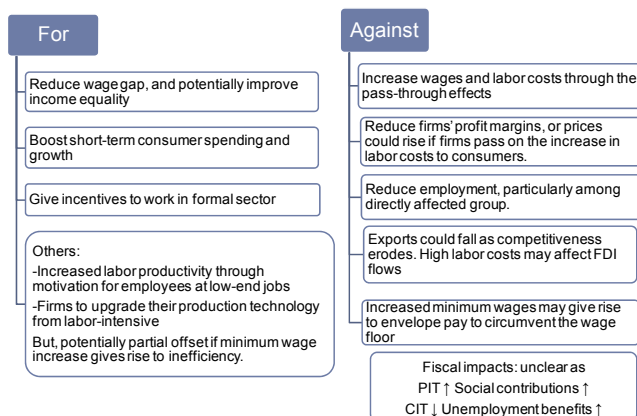 For
Reduce wage gap, and potentially improve
income equality
Boost short-term consumer spending and
growth
Give incentives to work in formal sector
Others:
-Increased labor productivity through
motivation for employees at low-end jobs
-Firms to upgrade their production technology
from labor-intensive
But, potentially partial offset if minimum wage
increase gives rise to inefficiency.
Against
Increase wages and labor costs through the
pass-through effects
Reduce firms' profit margins, or prices
could rise if firms pass on the increase in
labor costs to consumers.
Reduce employment, particularly among
directly affected group.
Exports could fall as competitiveness
erodes. High labor costs may affect FDI
flows
Increased minimum wages may give rise
to envelope pay to circumvent the wage
floor
Fiscal impacts: unclear as
PIT ↑ Social contributions ↑
CIT ↓ Unemployment benefits ↑